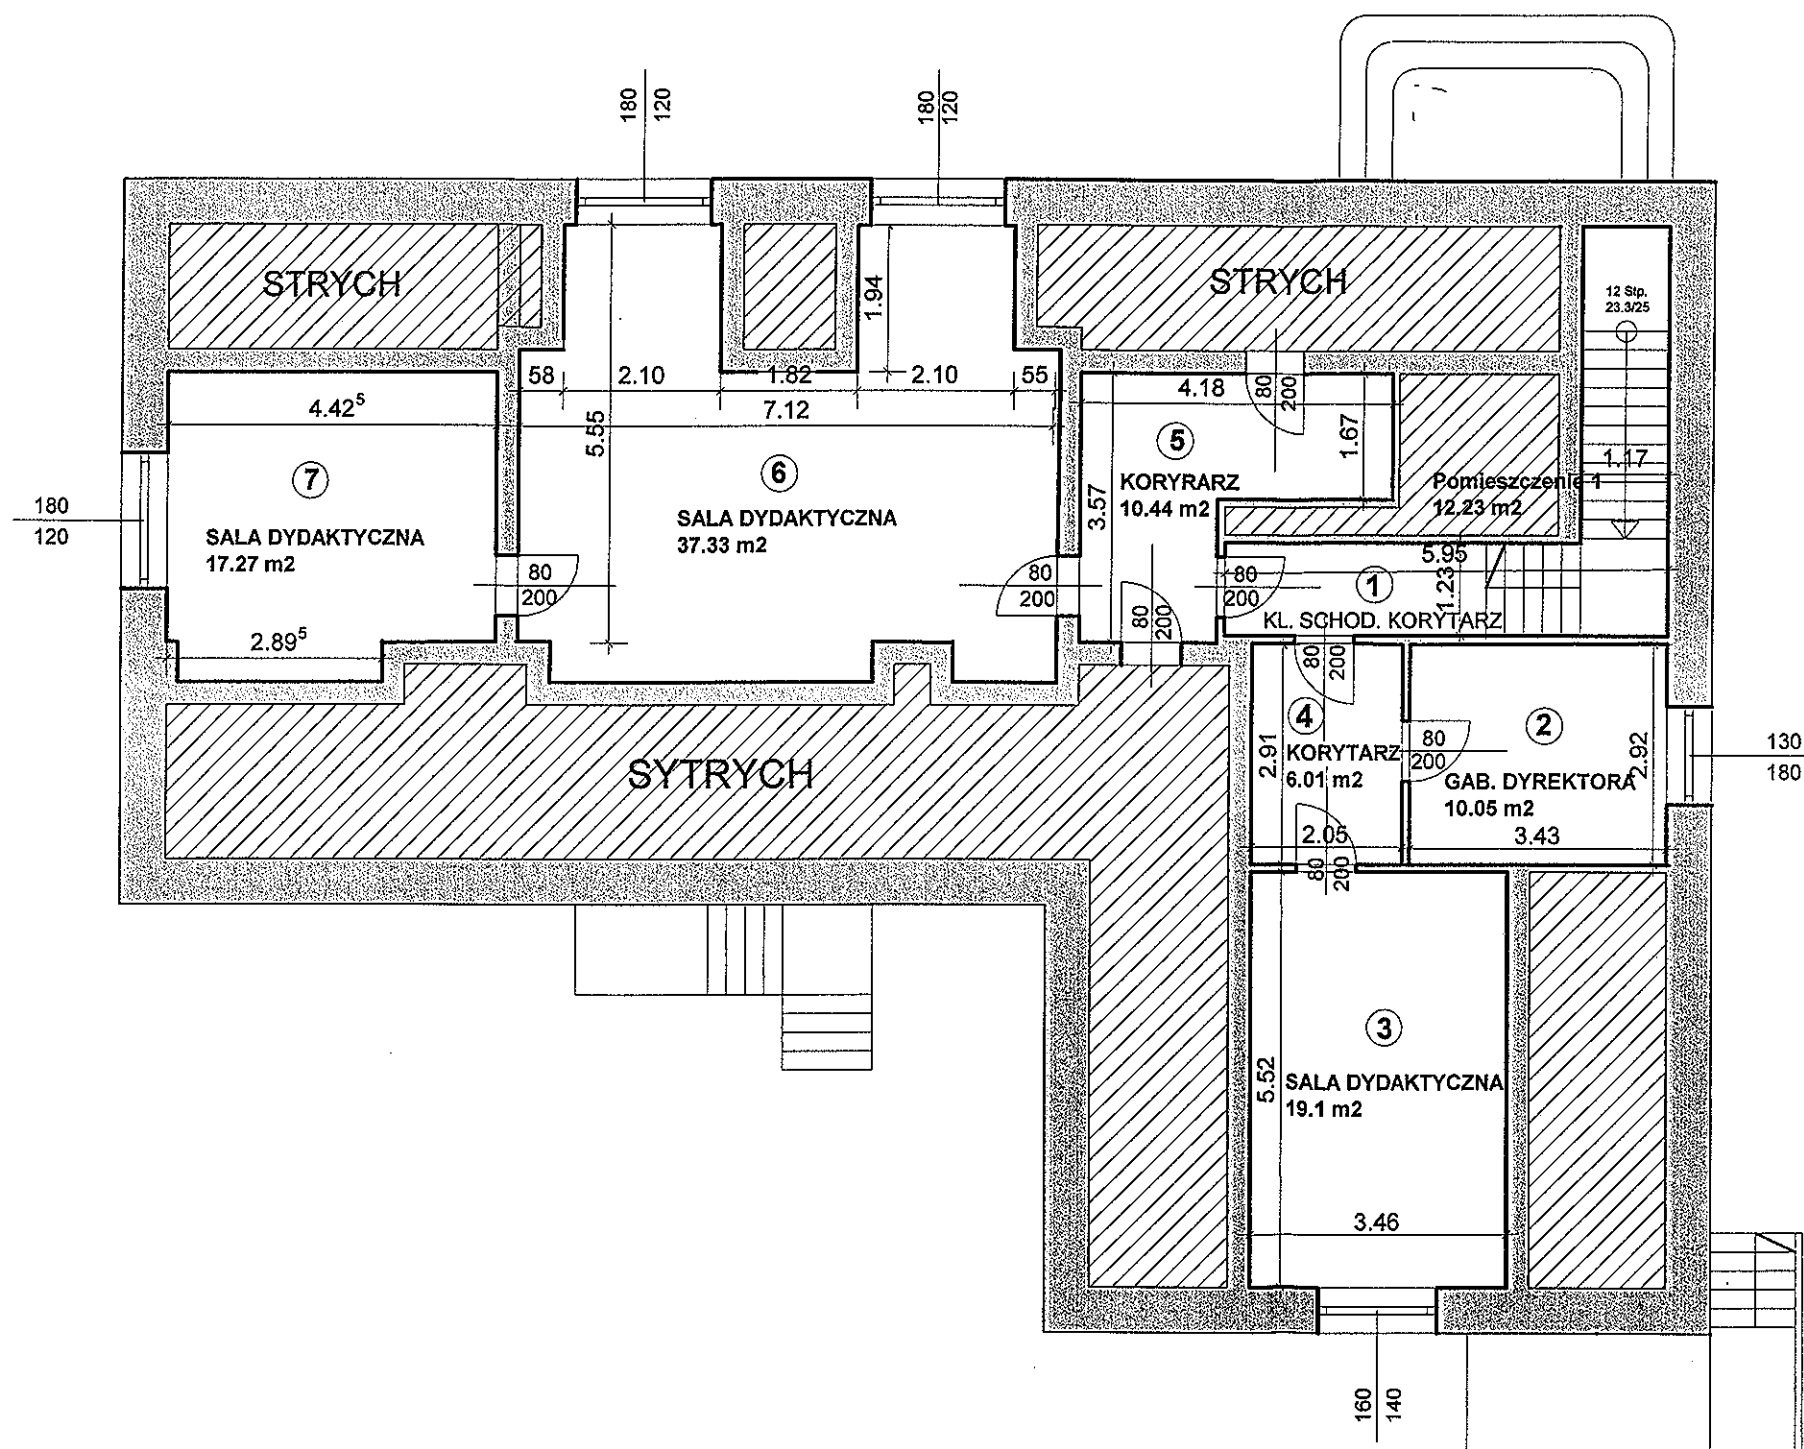 180
120
180
120
STRYCH
STRYCH
12 Stp.
23.3/25
1.94
58
2.10
1.82
2.10
55
7.12
4.42⁵
5.55
80
200
4.18
1.67
5
KORYRARZ
10.44 m2
3.57
1.17
Pomieszczenie 1
12.23 m2
7
SALA DYDAKTYCZNA
17.27 m2
6
SALA DYDAKTYCZNA
37.33 m2
180
120
80
200
80
200
80
200
80
200
5.95
1.23
1
KL. SCHOD. KORYTARZ
2.89⁵
80
200
4
KORYTARZ
6.01 m2
2.91
2.05
80
200
2
GAB. DYREKTORA
10.05 m2
2.92
3.43
130
180
SYTRYCH
80
200
3
SALA DYDAKTYCZNA
19.1 m2
5.52
3.46
160
140